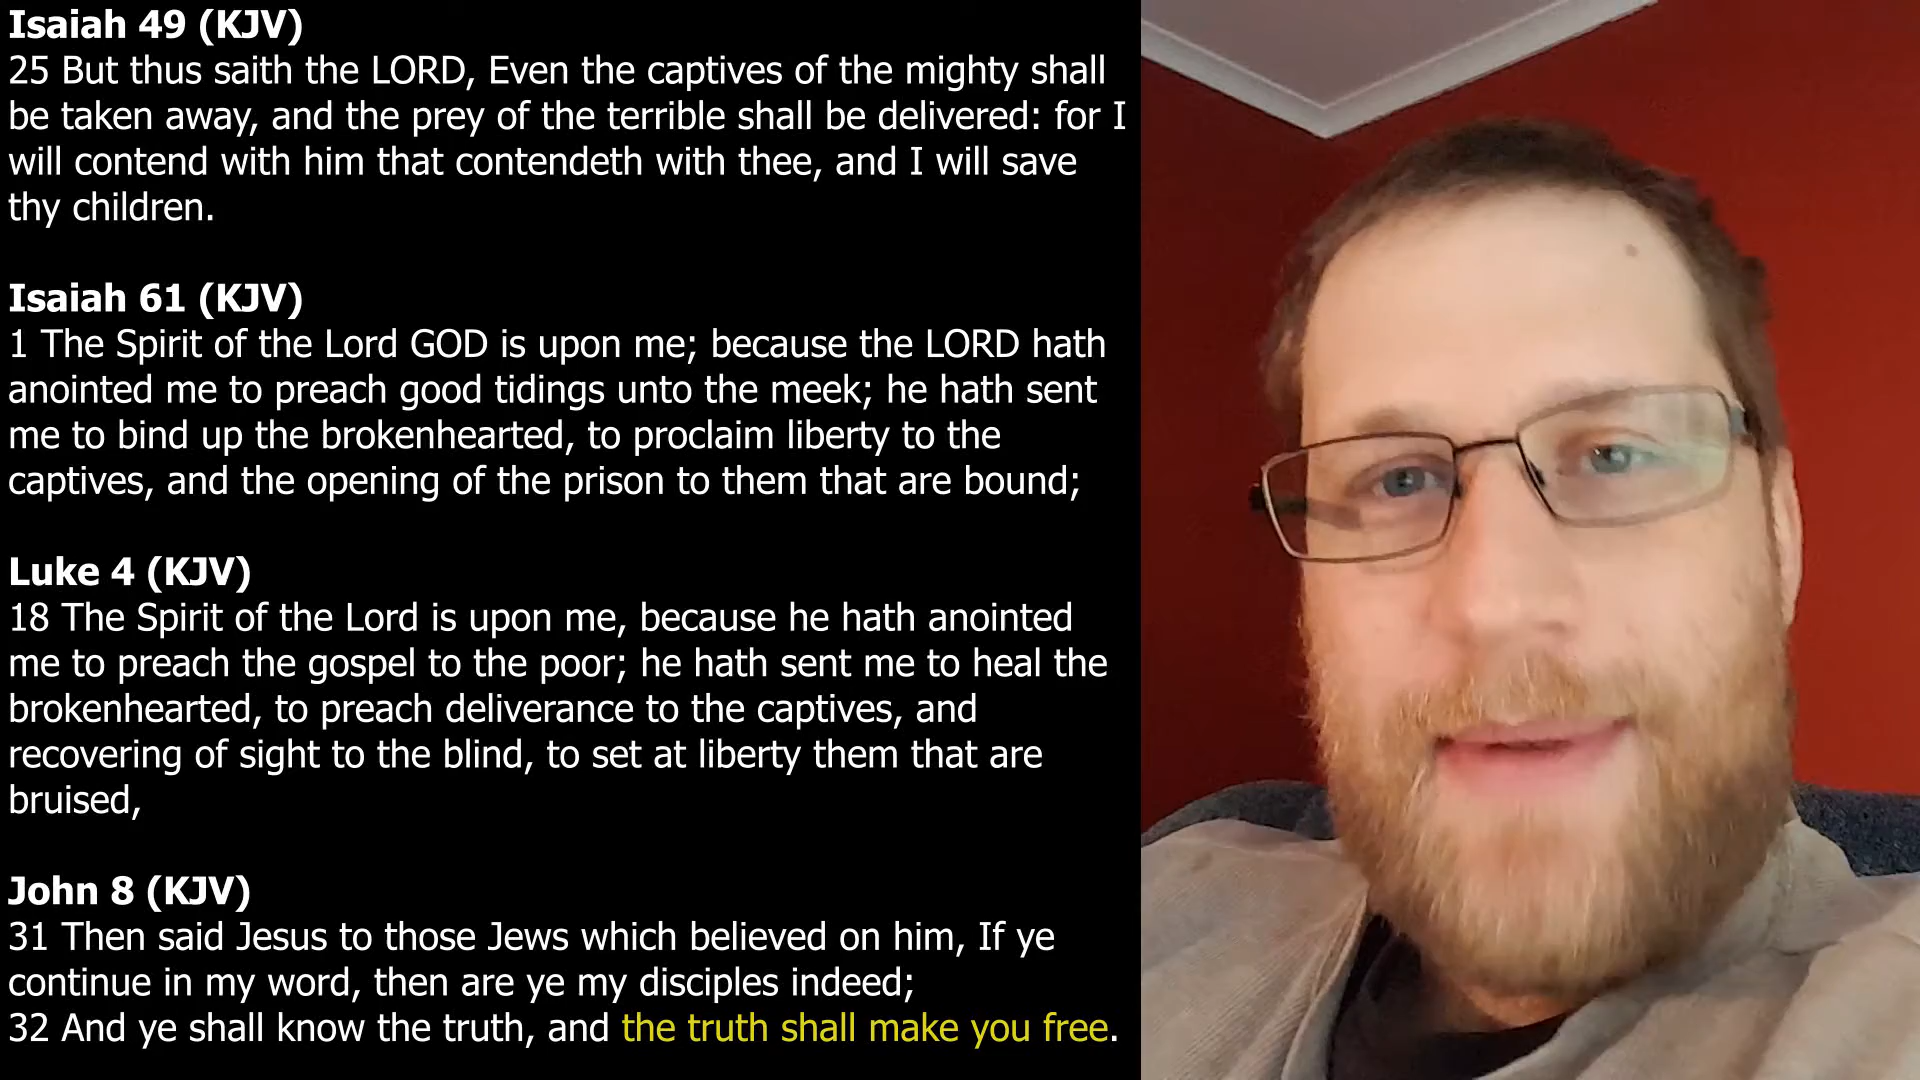 Isaiah 49 (KJV)
25 But thus saith the LORD, Even the captives of the mighty shall
be taken away, and the prey of the terrible shall be delivered: for I
will contend with him that contendeth with thee, and I will save
thy children.
Isaiah 61 (KJV)
1 The Spirit of the Lord GOD is upon me; because the LORD hath
anointed me to preach good tidings unto the meek; he hath sent
me to bind up the brokenhearted, to proclaim liberty to the
captives, and the opening of the prison to them that are bound;
Luke 4 (KJV)
18 The Spirit of the Lord is upon me, because he hath anointed
me to preach the gospel to the poor; he hath sent me to heal the
brokenhearted, to preach deliverance to the captives, and
recovering of sight to the blind, to set at liberty them that are
bruised,
John 8 (KJV)
31 Then said Jesus to those Jews which believed on him, If ye
continue in my word, then are ye my disciples indeed;
32 And ye shall know the truth, and the truth shall make you free.